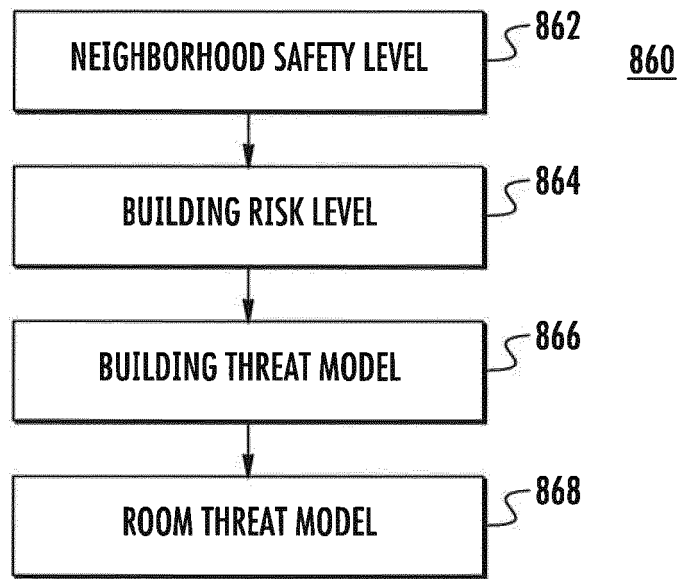 862
860
NEIGHBORHOOD SAFETY LEVEL
864
BUILDING RISK LEVEL
866
BUILDING THREAT MODEL
868
ROOM THREAT MODEL